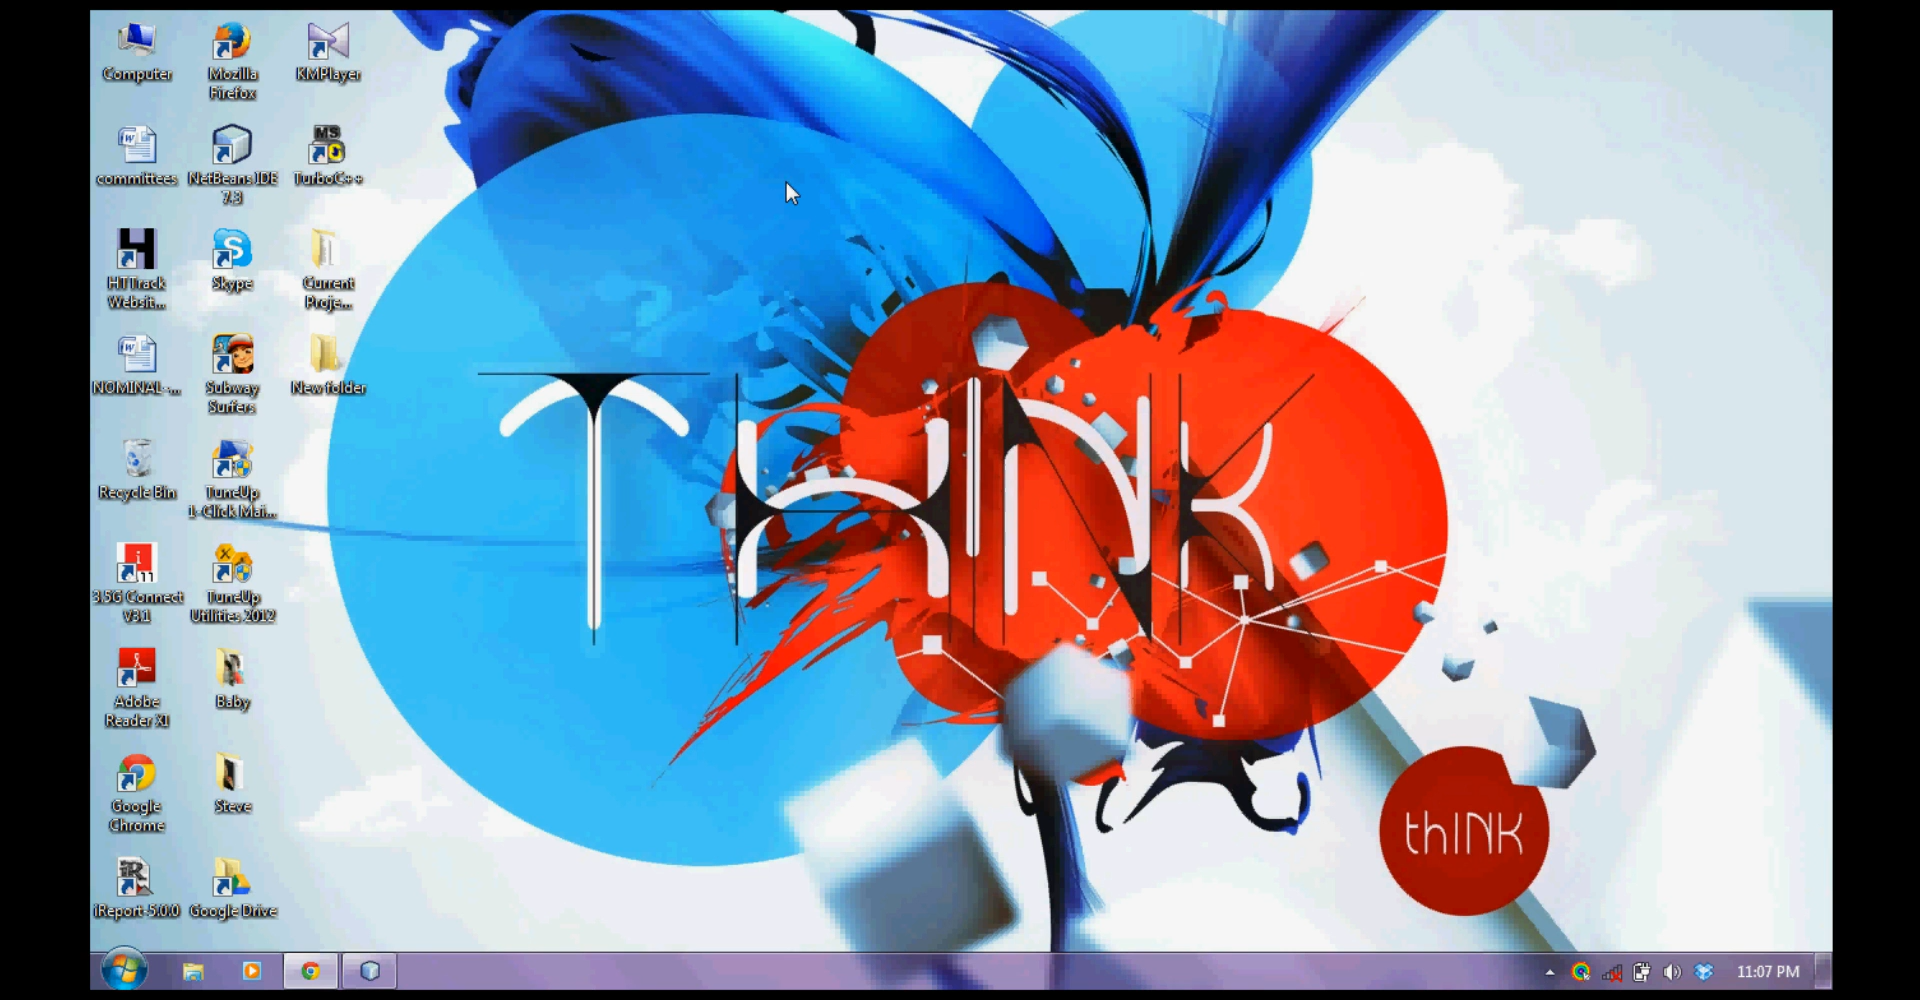 Computer
Mozilla
Firefox
KMPlayer
committees
NetBeans IDE
7.3
MS
TurboC++
HTTrack
Websit...
Skype
Current
Proje...
NOMINAL-...
Subway
Surfers
New folder
Recycle Bin
TuneUp
1-Click Mai...
3.5G Connect
V3.1
TuneUp
Utilities 2012
Adobe
Reader XI
Baby
Google
Chrome
Steve
iReport-5.0.0
Google Drive
THINK
thINK
11:07 PM